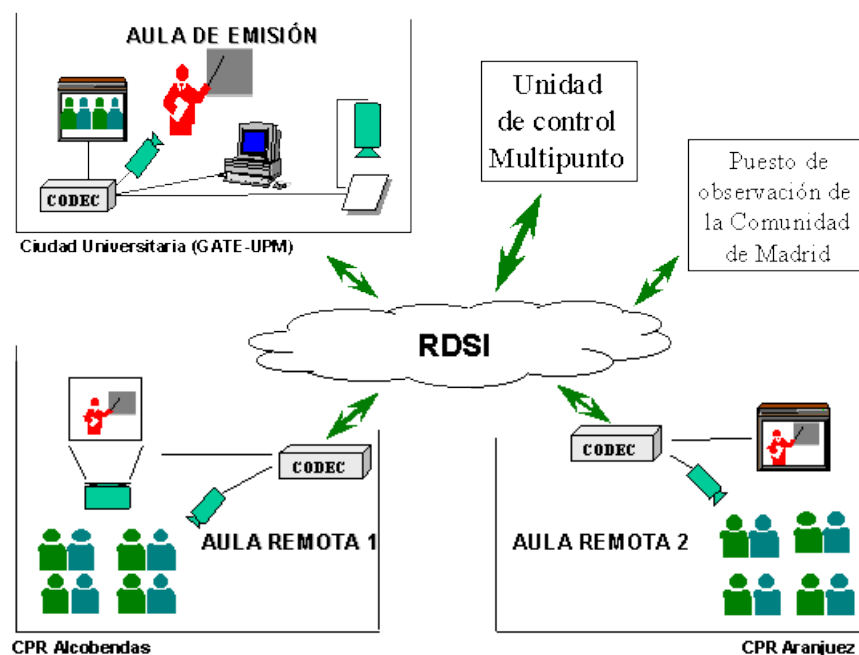 AULA DE EMISIÓN
CODEC
Ciudad Universitaria (GATE-UPM)
Unidad
de control
Multipunto
Puesto de
observación de
la Comunidad
de Madrid
RDSI
CODEC
AULA REMOTA 1
CPR Alcobendas
CODEC
AULA REMOTA 2
CPR Aranjuez